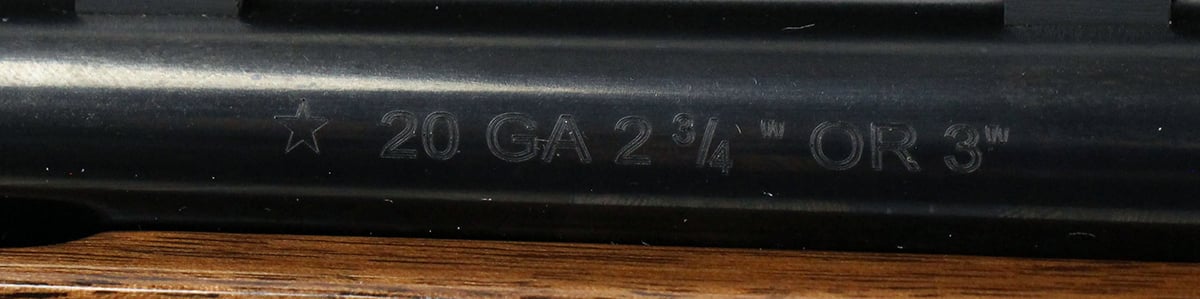 ☆ 20 GA 2 3/4 " OR 3"